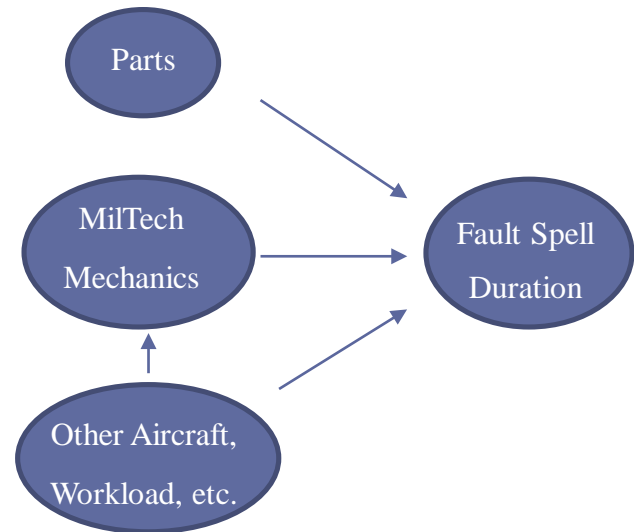 Parts
MilTech
Mechanics
Fault Spell
Duration
Other Aircraft,
Workload, etc.